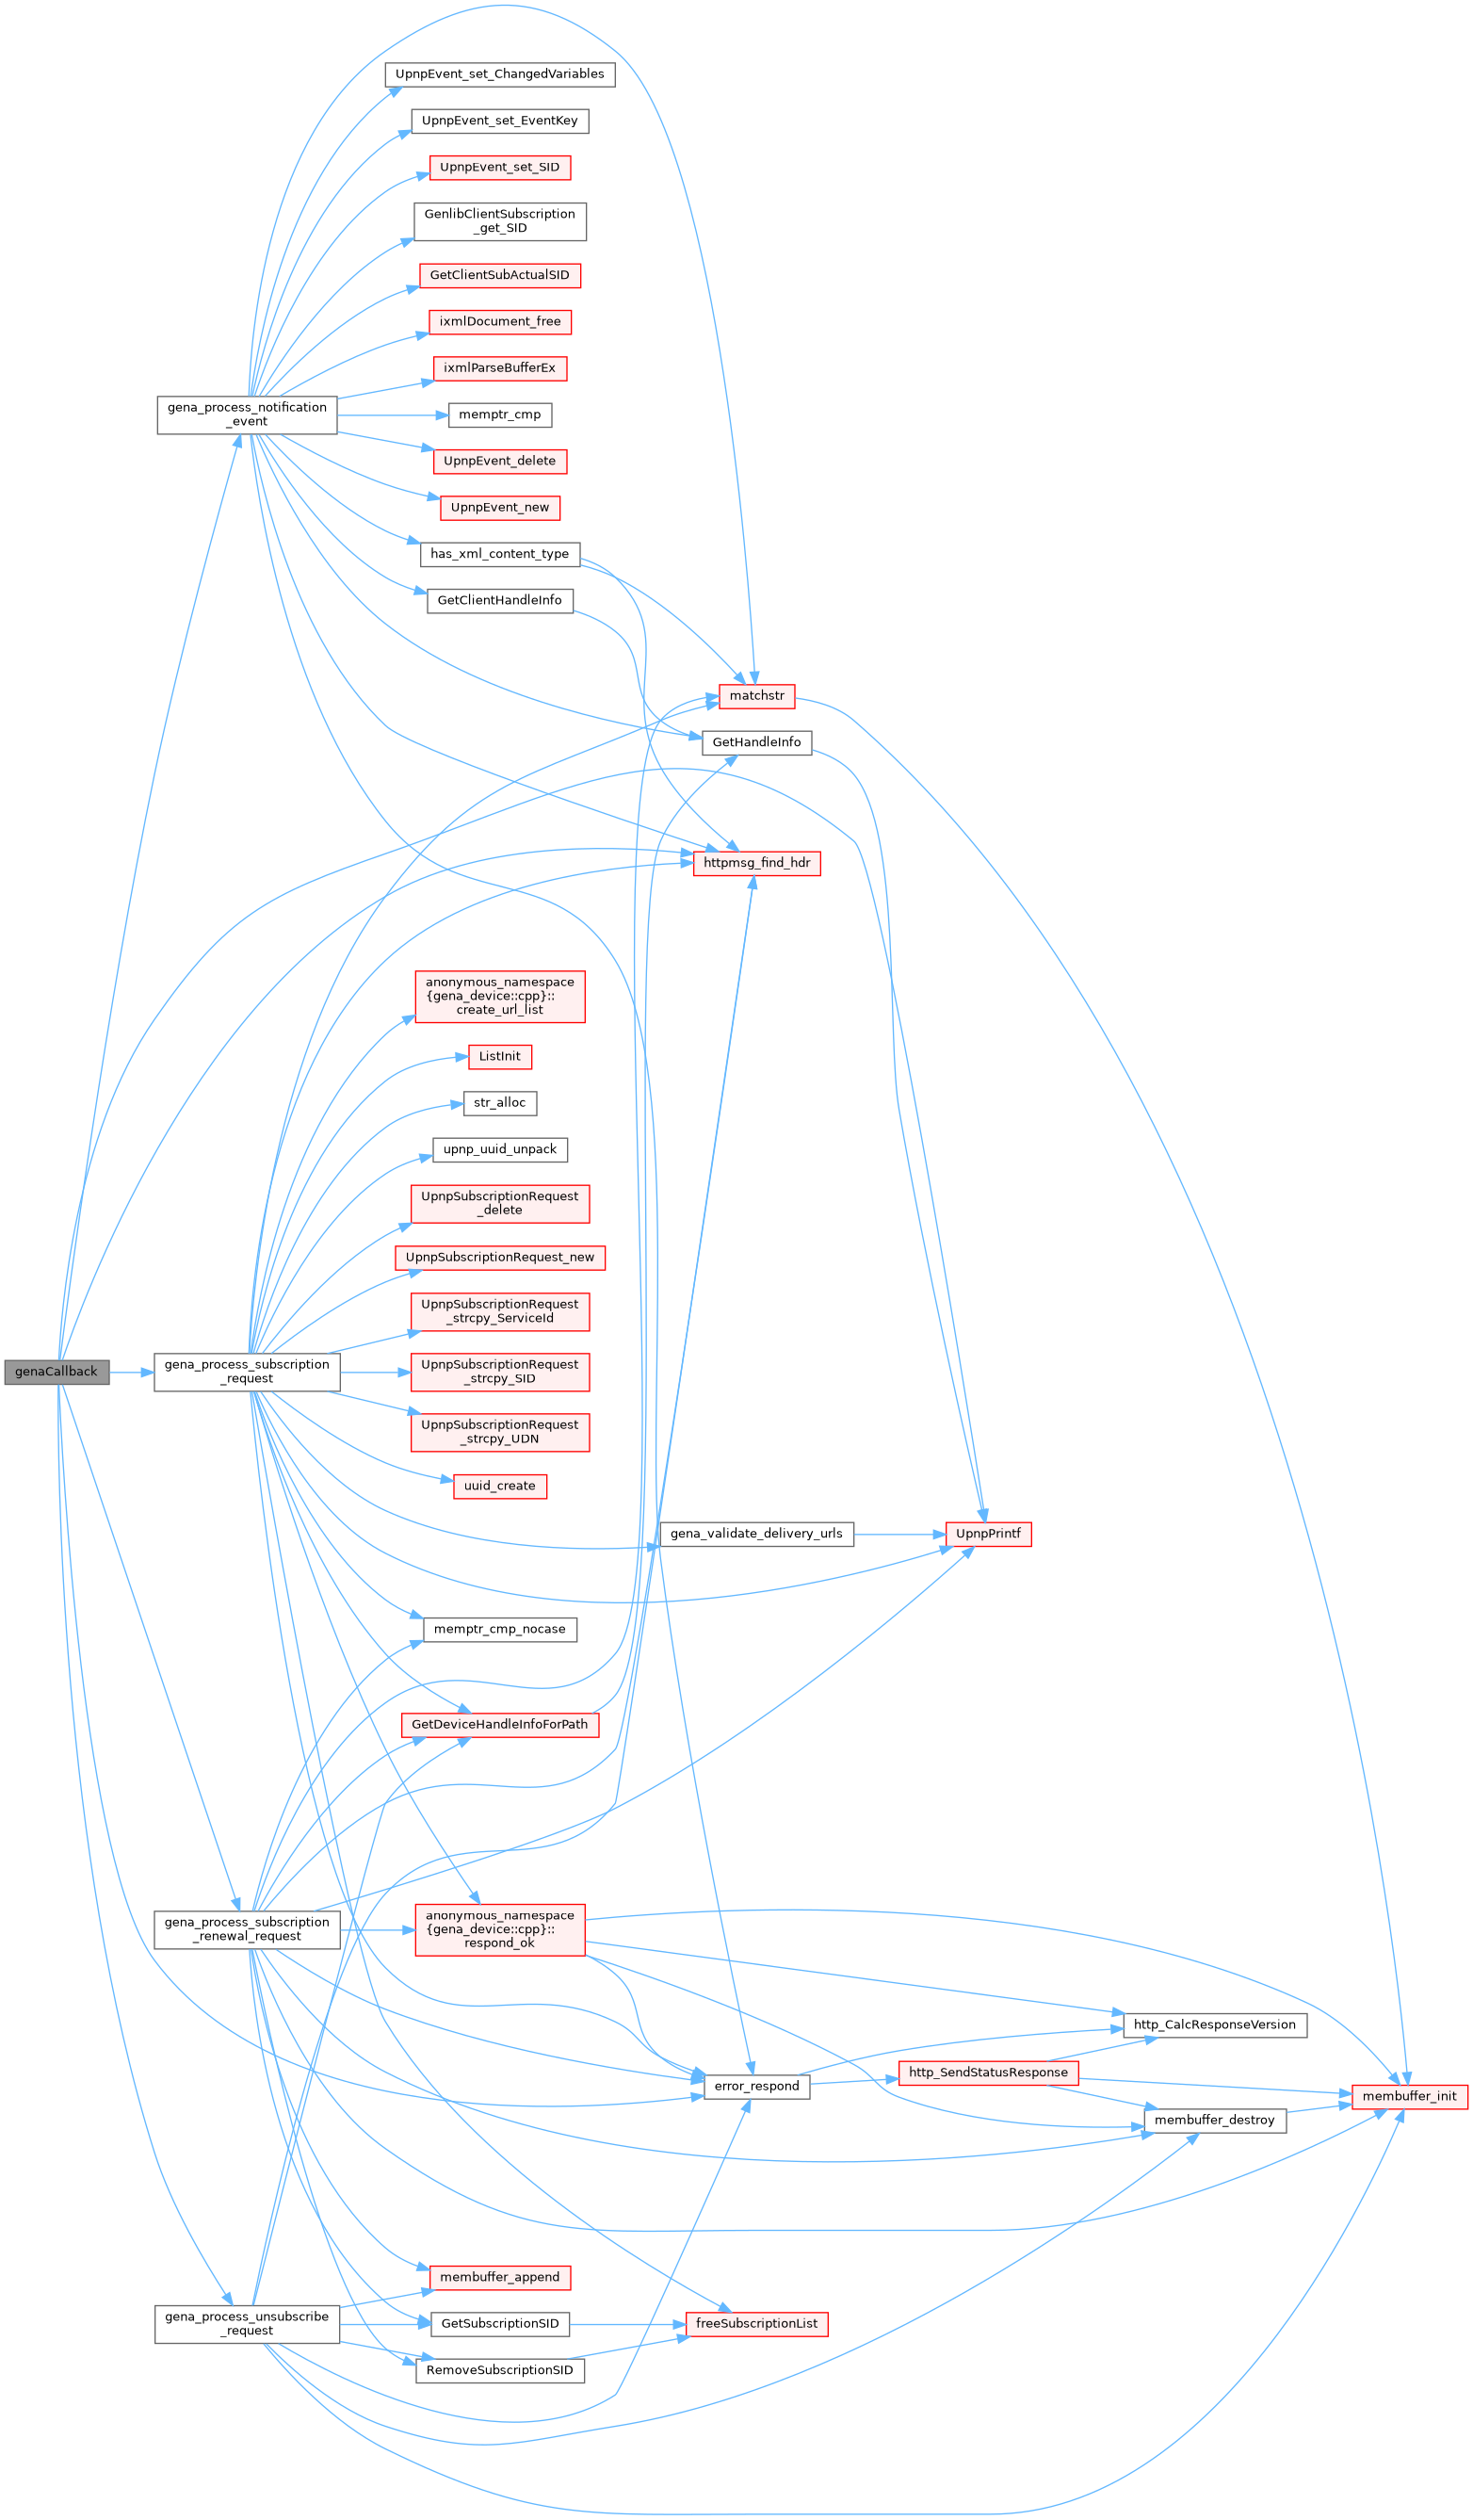 UpnpEvent_set_ChangedVariables
UpnpEvent_set_EventKey
UpnpEvent_set_SID
GenlibClientSubscription
_get_SID
GetClientSubActualSID
ixmlDocument_free
ixmlParseBufferEx
gena_process_notification
_event
memptr_cmp
UpnpEvent_delete
UpnpEvent_new
has_xml_content_type
GetClientHandleInfo
matchstr
GetHandleInfo
httpmsg_find_hdr
anonymous_namespace
{gena_device::cpp}::
create_url_list
ListInit
str_alloc
upnp_uuid_unpack
UpnpSubscriptionRequest
_delete
UpnpSubscriptionRequest_new
UpnpSubscriptionRequest
_strcpy_ServiceId
genaCallback
gena_process_subscription
_request
UpnpSubscriptionRequest
_strcpy_SID
UpnpSubscriptionRequest
_strcpy_UDN
uuid_create
gena_validate_delivery_urls
UpnpPrintf
memptr_cmp_nocase
GetDeviceHandleInfoForPath
gena_process_subscription
_renewal_request
anonymous_namespace
{gena_device::cpp}::
respond_ok
http_CalcResponseVersion
http_SendStatusResponse
error_respond
membuffer_init
membuffer_destroy
membuffer_append
gena_process_unsubscribe
_request
GetSubscriptionSID
freeSubscriptionList
RemoveSubscriptionSID